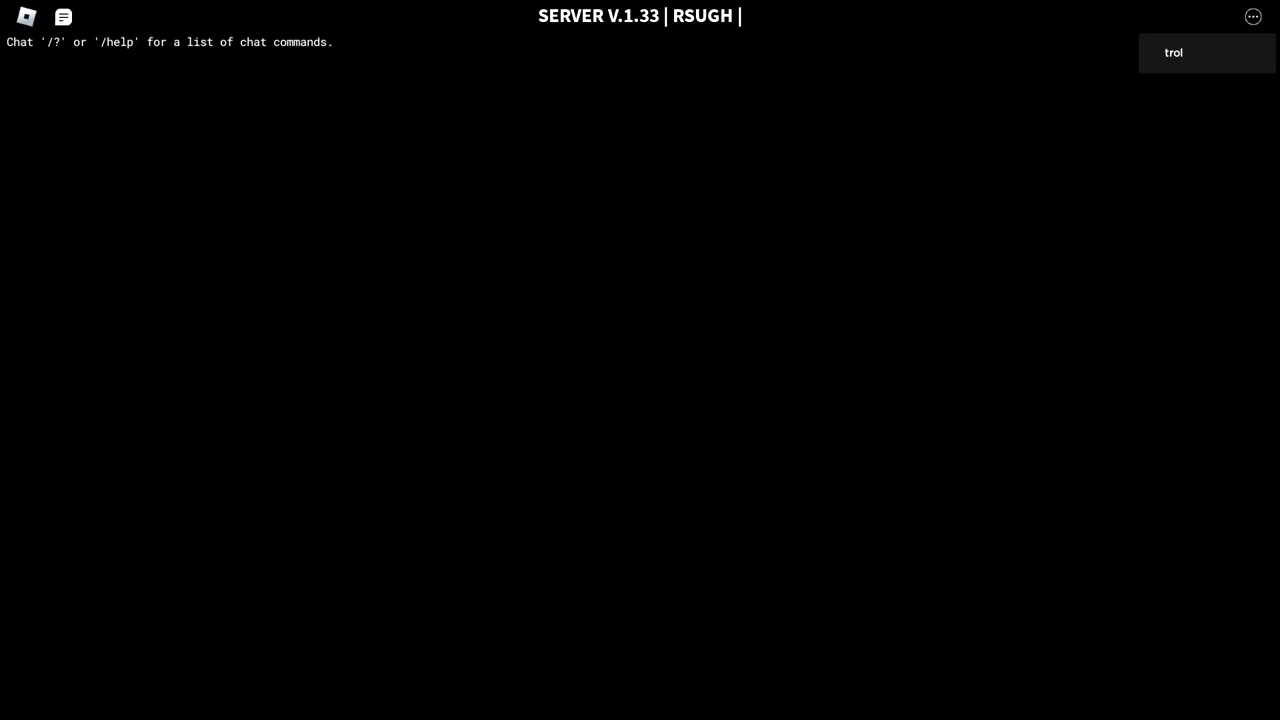 SERVER V.1.33 | RSUGH |
Chat '/?' or '/help' for a list of chat commands.
trol